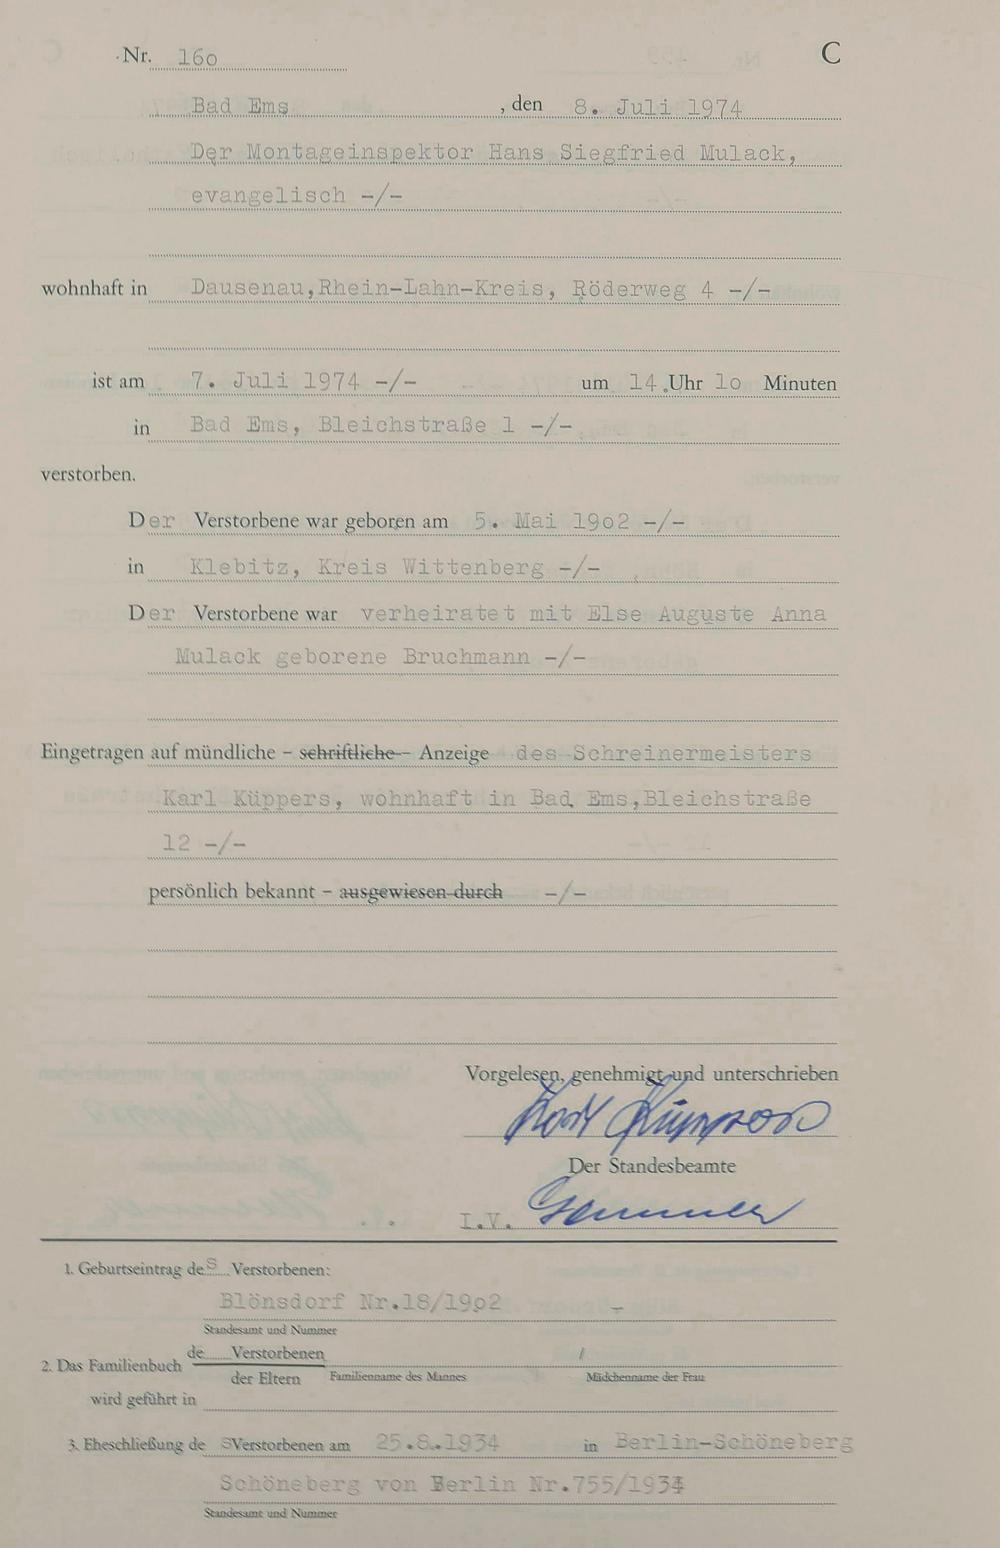 Nr. 16o C
Bad Ems , den 8. Juli 1974
Der Montageinspektor Hans Siegfried Mulack,
evangelisch -/-
wohnhaft in Dausenau,Rhein-Lahn-Kreis, Röderweg 4 -/-
ist am 7. Juli 1974 -/- um 14 Uhr 1o Minuten
in Bad Ems, Bleichstraße 1 -/-
verstorben.
Der Verstorbene war geboren am 5. Mai 19o2 -/-
in Klebitz, Kreis Wittenberg -/-
Der Verstorbene war verheiratet mit Else Auguste Anna
Mulack geborene Bruchmann -/-
Eingetragen auf mündliche – schriftliche – Anzeige des Schreinermeisters
Karl Küppers, wohnhaft in Bad Ems,Bleichstraße
12 -/-
persönlich bekannt – ausgewiesen durch -/-
Vorgelesen, genehmigt und unterschrieben
Karl Küppers
Der Standesbeamte
I.V.
1. Geburtseintrag des Verstorbenen:
Blönsdorf Nr.18/19o2 -
Standesamt und Nummer
2. Das Familienbuch de Verstorbenen /
der Eltern Familienname des Mannes Mädchenname der Frau
wird geführt in
3. Eheschließung des Verstorbenen am 25.8.1934 in Berlin-Schöneberg
Schöneberg von Berlin Nr.755/1934
Standesamt und Nummer